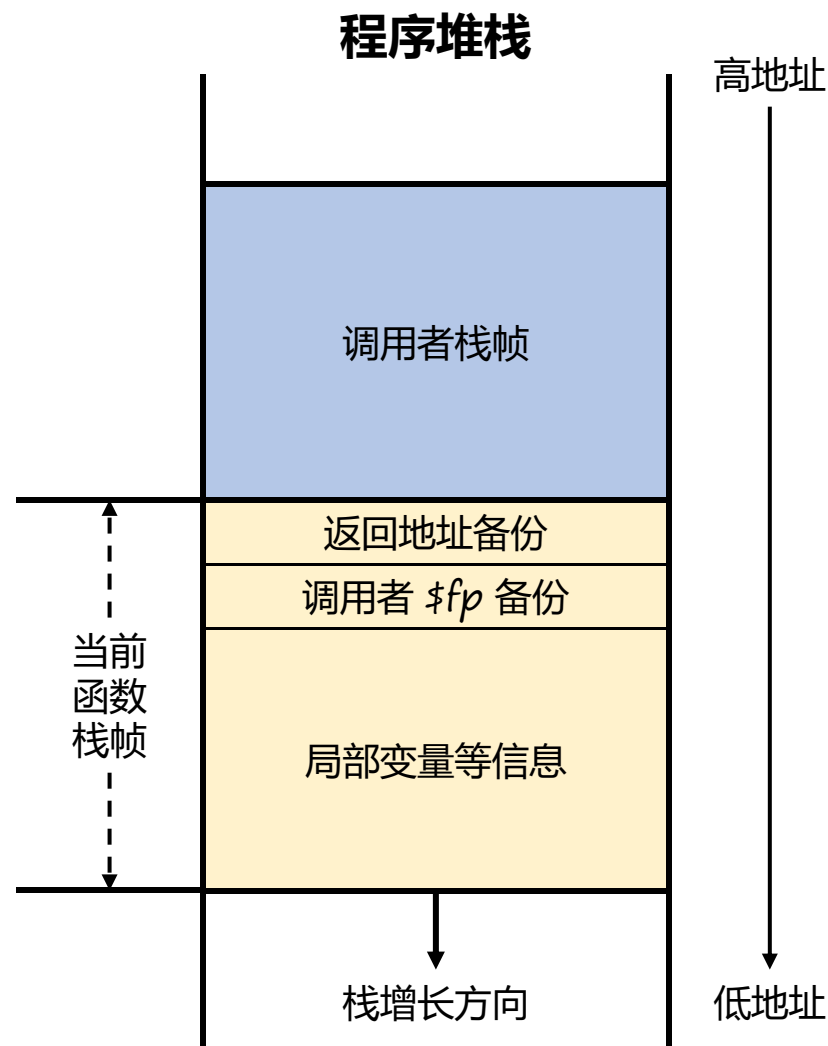 程序堆栈
高地址
调用者栈帧
返回地址备份
调用者 $fp 备份
当前
函数
栈帧
局部变量等信息
栈增长方向
低地址